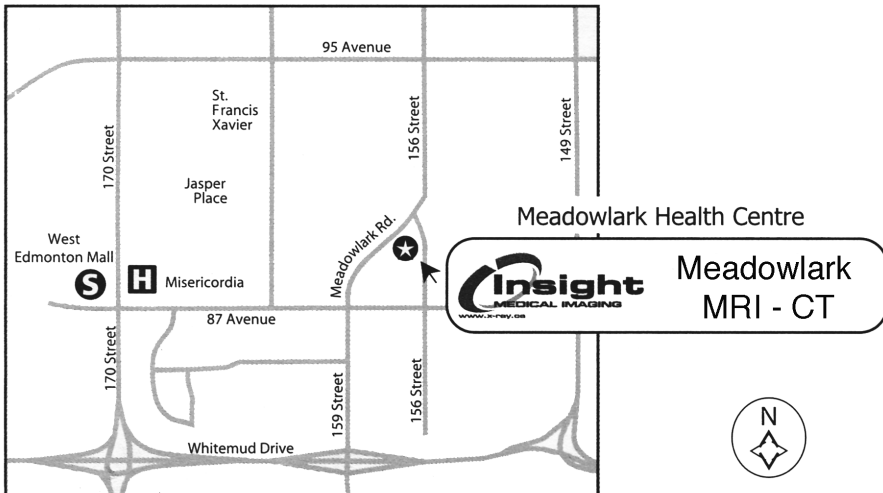 95 Avenue
St.
Francis
Xavier
170 Street
156 Street
149 Street
Jasper
Place
Meadowlark Rd.
West
Edmonton Mall
S
H
Misericordia
Meadowlark Health Centre
Insight
MEDICAL IMAGING
www.x-ray.ca
Meadowlark
MRI - CT
87 Avenue
170 Street
159 Street
156 Street
Whitemud Drive
N